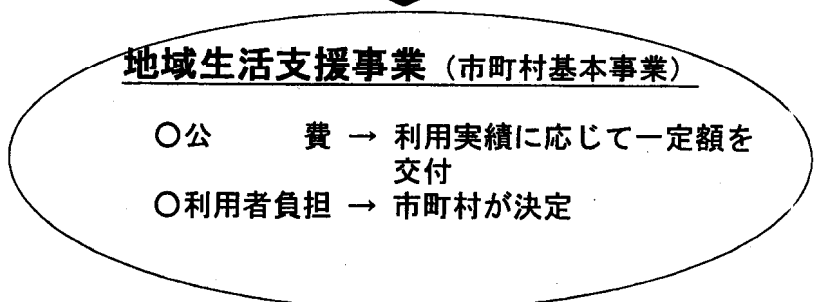 地域生活支援事業（市町村基本事業）
〇公　　費 → 利用実績に応じて一定額を
交付
〇利用者負担 → 市町村が決定